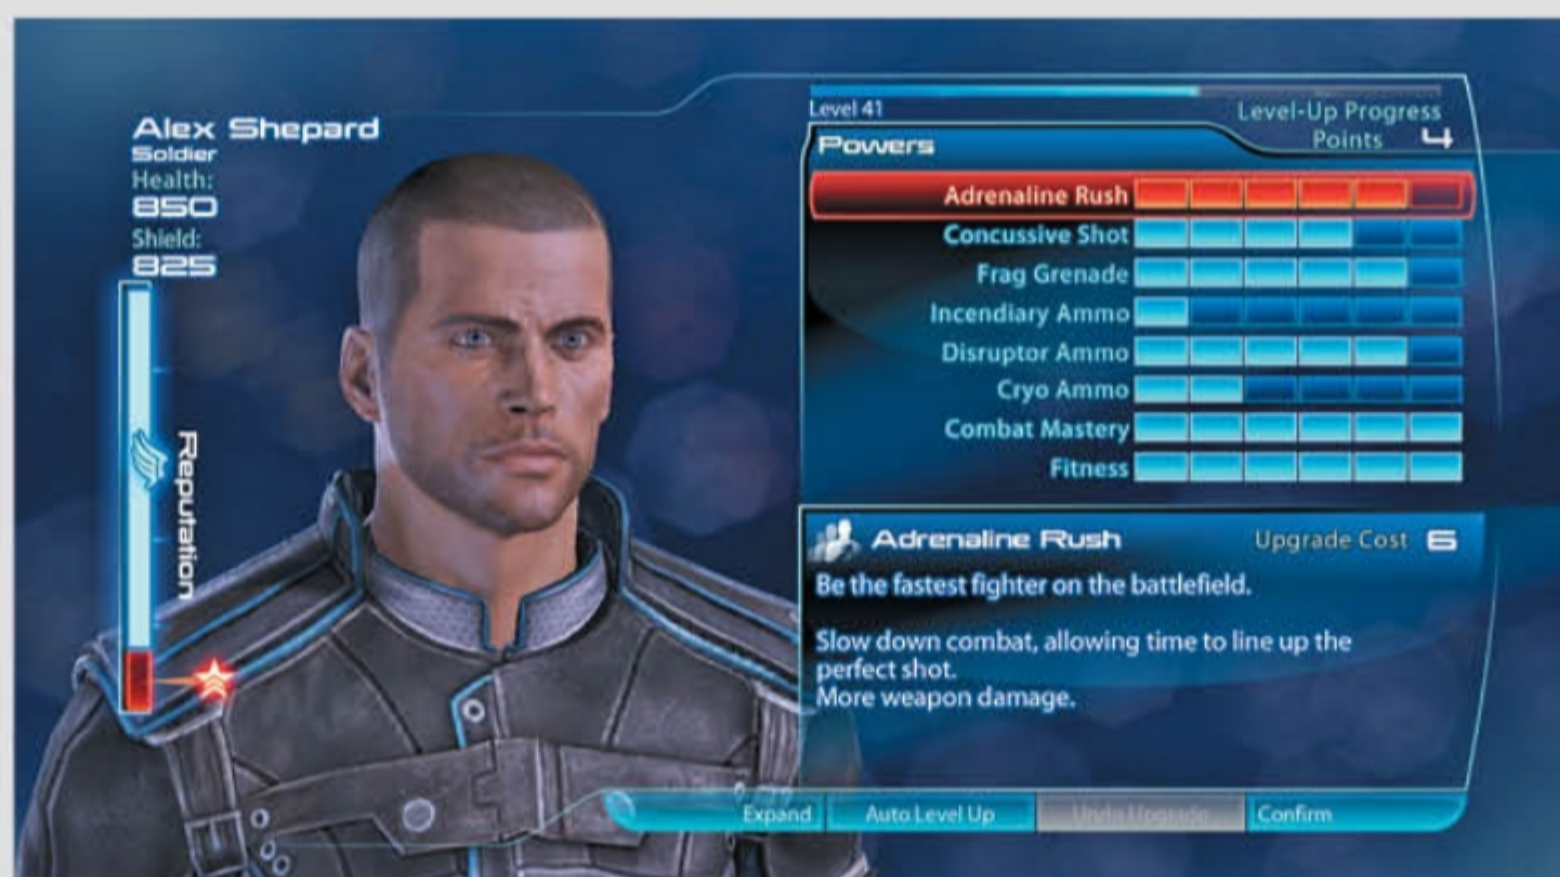 Alex Shepard
Soldier
Health:
850
Shield:
825
Reputation
Level 41
Level-Up Progress
Points 4
Powers
Adrenaline Rush
Concussive Shot
Frag Grenade
Incendiary Ammo
Disruptor Ammo
Cryo Ammo
Combat Mastery
Fitness
Adrenaline Rush Upgrade Cost 6
Be the fastest fighter on the battlefield.
Slow down combat, allowing time to line up the
perfect shot.
More weapon damage.
Expand Auto Level Up Undo Upgrade Confirm